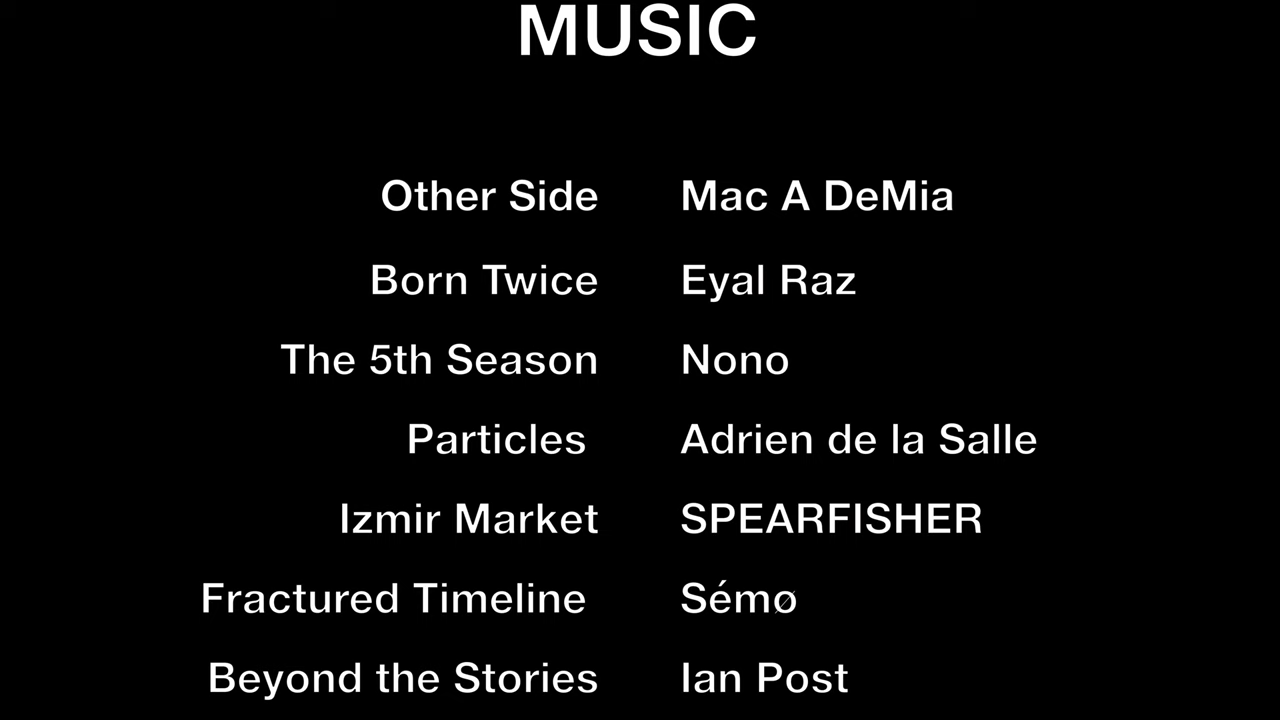 MUSIC
Other Side Mac A DeMia
Born Twice Eyal Raz
The 5th Season Nono
Particles Adrien de la Salle
Izmir Market SPEARFISHER
Fractured Timeline Sémø
Beyond the Stories Ian Post